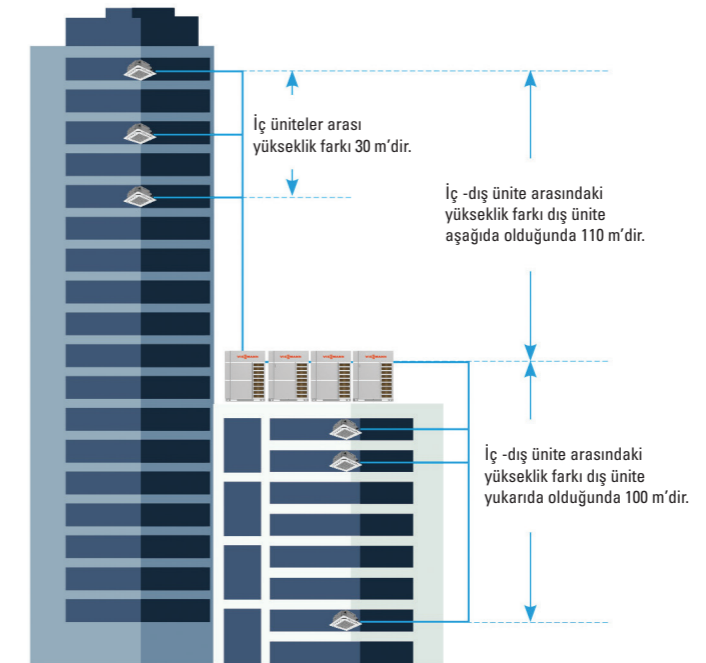 İç üniteler arası
yükseklik farkı 30 m’dir.
İç -dış ünite arasındaki
yükseklik farkı dış ünite
aşağıda olduğunda 110 m’dir.
İç -dış ünite arasındaki
yükseklik farkı dış ünite
yukarıda olduğunda 100 m’dir.